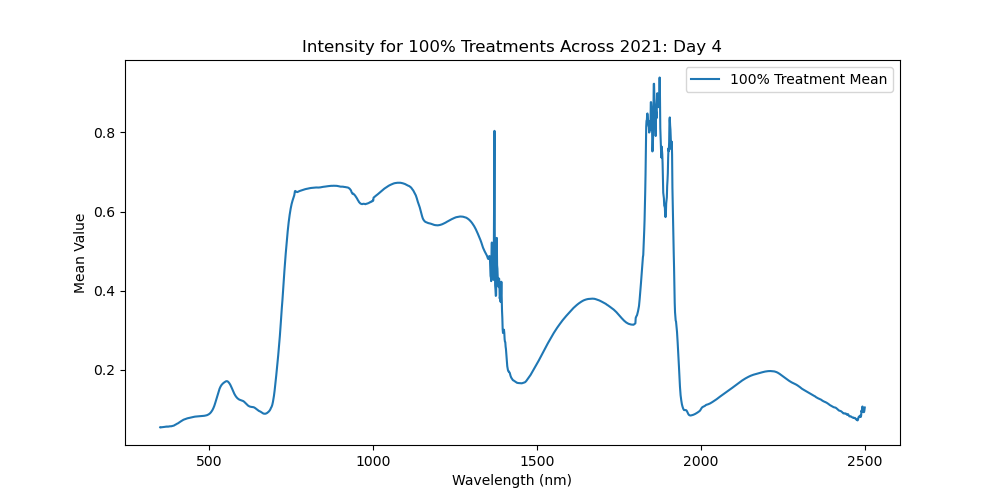 Intensity for 100% Treatments Across 2021: Day 4
100% Treatment Mean
Mean Value
0.8
0.6
0.4
0.2
500
1000
1500
2000
2500
Wavelength (nm)